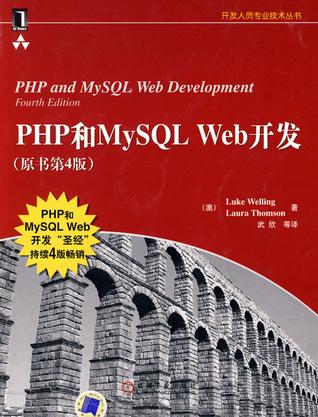 开发人员专业技术丛书
PHP and MySQL Web Development
Fourth Edition
PHP和MySQL Web开发
（原书第4版）
（澳） Luke Welling
Laura Thomson 著
武 欣 等译
PHP和
MySQL Web
开发“圣经”
持续4版畅销